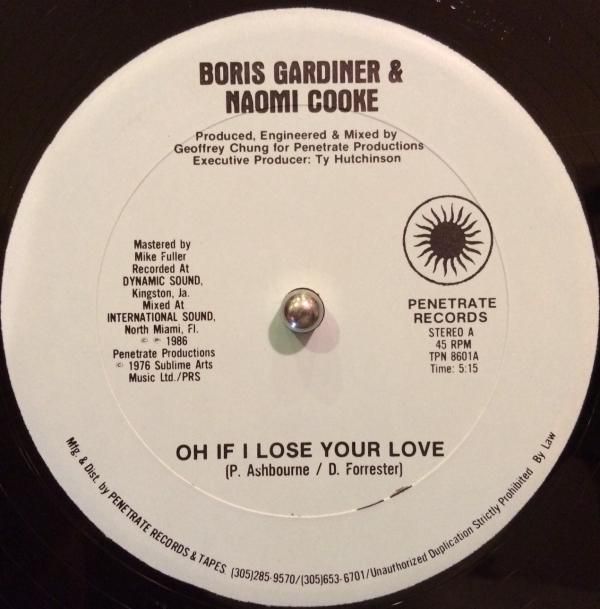 BORIS GARDINER &
NAOMI COOKE
Produced, Engineered & Mixed by
Geoffrey Chung for Penetrate Productions
Executive Producer: Ty Hutchinson
Mastered by
Mike Fuller
Recorded At
DYNAMIC SOUND,
Kingston, Ja.
Mixed At
INTERNATIONAL SOUND,
North Miami, Fl.
© ℗ 1986
Penetrate Productions
© 1976 Sublime Arts
Music Ltd./PRS
PENETRATE
RECORDS
STEREO A
45 RPM
TPN 8601A
Time: 5:15
OH IF I LOSE YOUR LOVE
(P. Ashbourne / D. Forrester)
Mfg. & Dist. by PENETRATE RECORDS & TAPES. (305)285-9570/(305)653-6701/Unauthorized Duplication Strictly Prohibited By Law